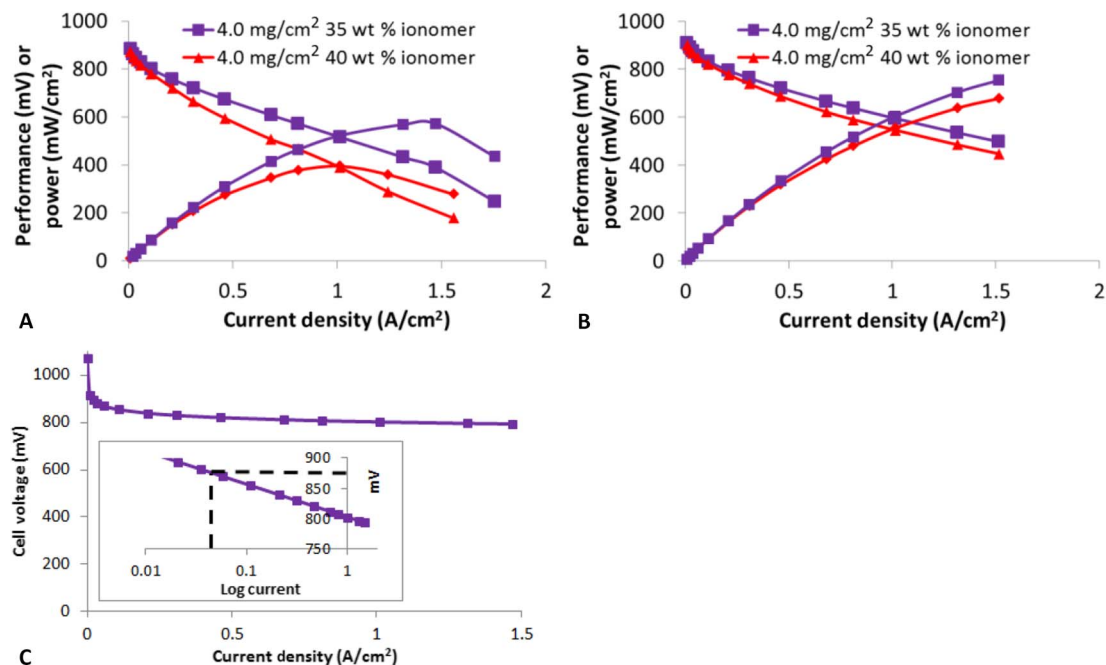 Performance (mV) or
power (mW/cm²)
1000
800
600
400
200
0
4.0 mg/cm² 35 wt % ionomer
4.0 mg/cm² 40 wt % ionomer
0
0.5
1
1.5
2
Current density (A/cm²)
A
Performance (mV) or
power (mW/cm²)
1000
800
600
400
200
0
4.0 mg/cm² 35 wt % ionomer
4.0 mg/cm² 40 wt % ionomer
0
0.5
1
1.5
2
Current density (A/cm²)
B
Cell voltage (mV)
1000
800
600
400
200
0
900
850
800
750
mV
0.01
0.1
1
Log current
0
0.5
1
1.5
Current density (A/cm²)
C